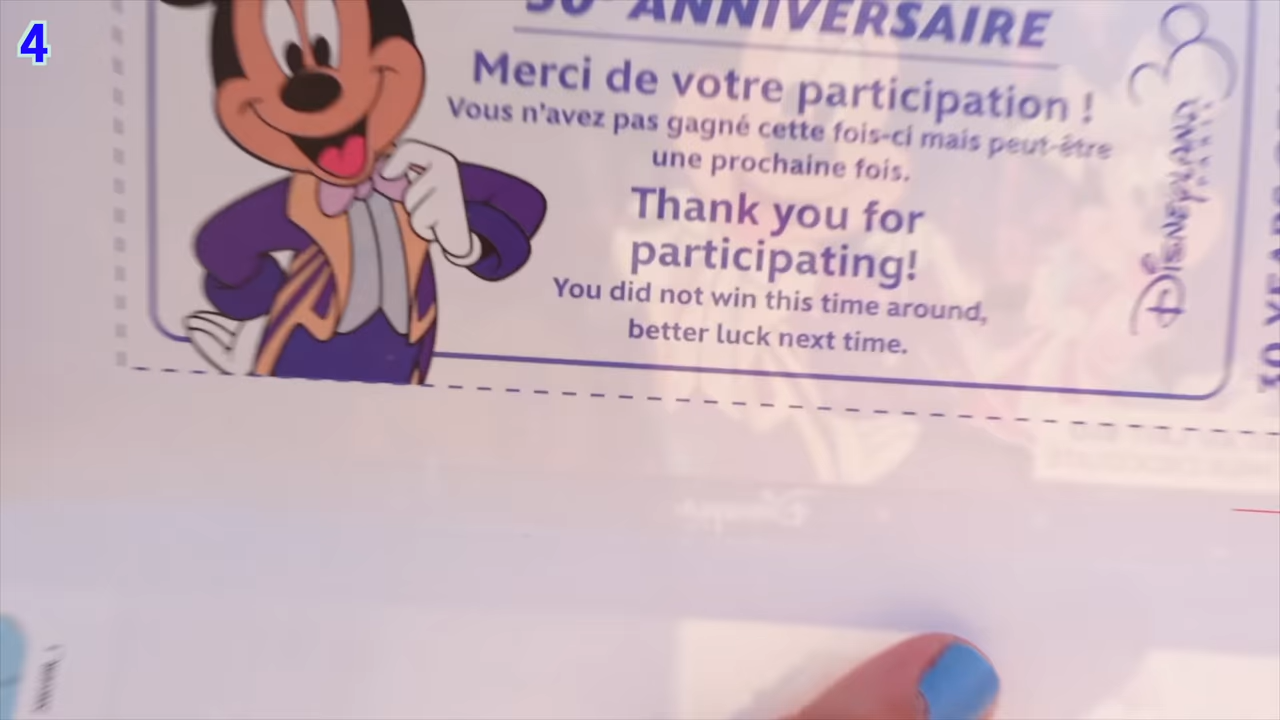 4
30e ANNIVERSAIRE
Merci de votre participation !
Vous n'avez pas gagné cette fois-ci mais peut-être
une prochaine fois.
Thank you for
participating!
You did not win this time around,
better luck next time.